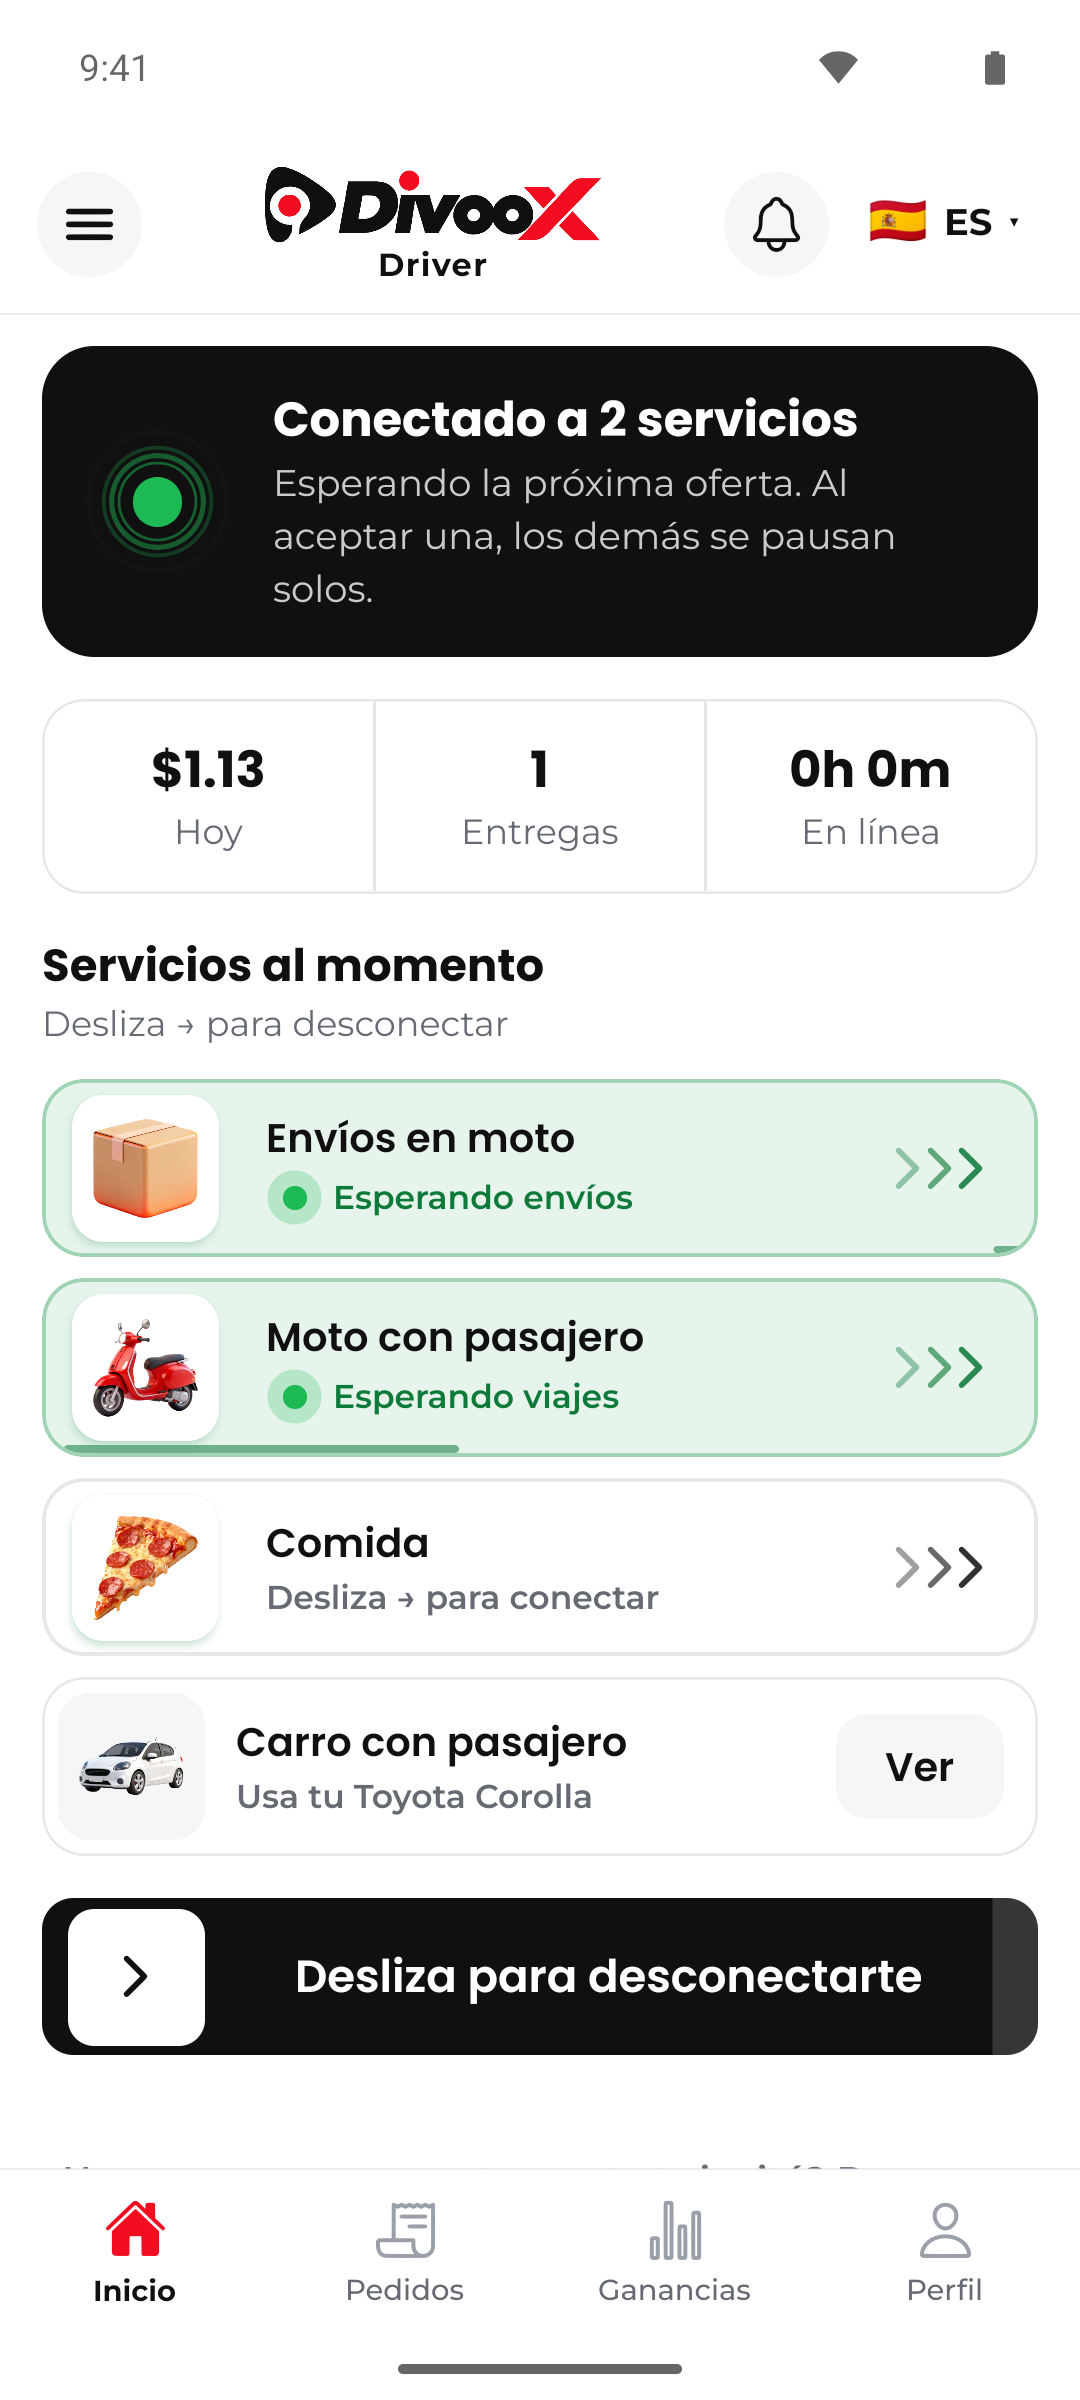 9:41
DivooX
Driver
ES
Conectado a 2 servicios
Esperando la próxima oferta. Al
aceptar una, los demás se pausan
solos.
$1.13
Hoy
1
Entregas
0h 0m
En línea
Servicios al momento
Desliza → para desconectar
Envíos en moto
Esperando envíos
Moto con pasajero
Esperando viajes
Comida
Desliza → para conectar
Carro con pasajero
Usa tu Toyota Corolla
Ver
Desliza para desconectarte
Inicio
Pedidos
Ganancias
Perfil